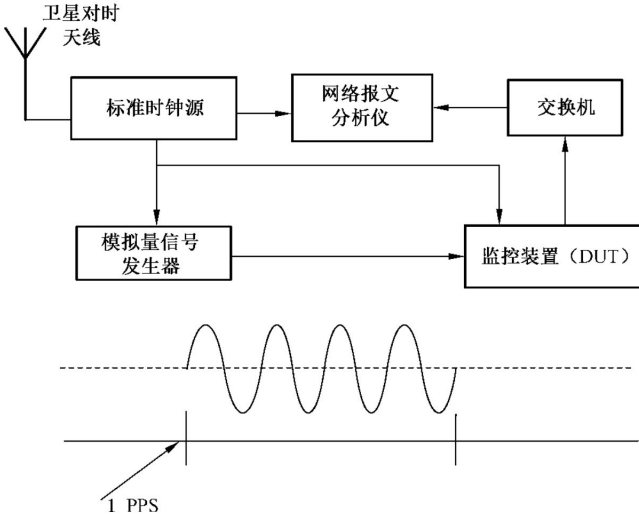 卫星对时
天线
标准时钟源
网络报文
分析仪
交换机
模拟量信号
发生器
监控装置（DUT）
1 PPS